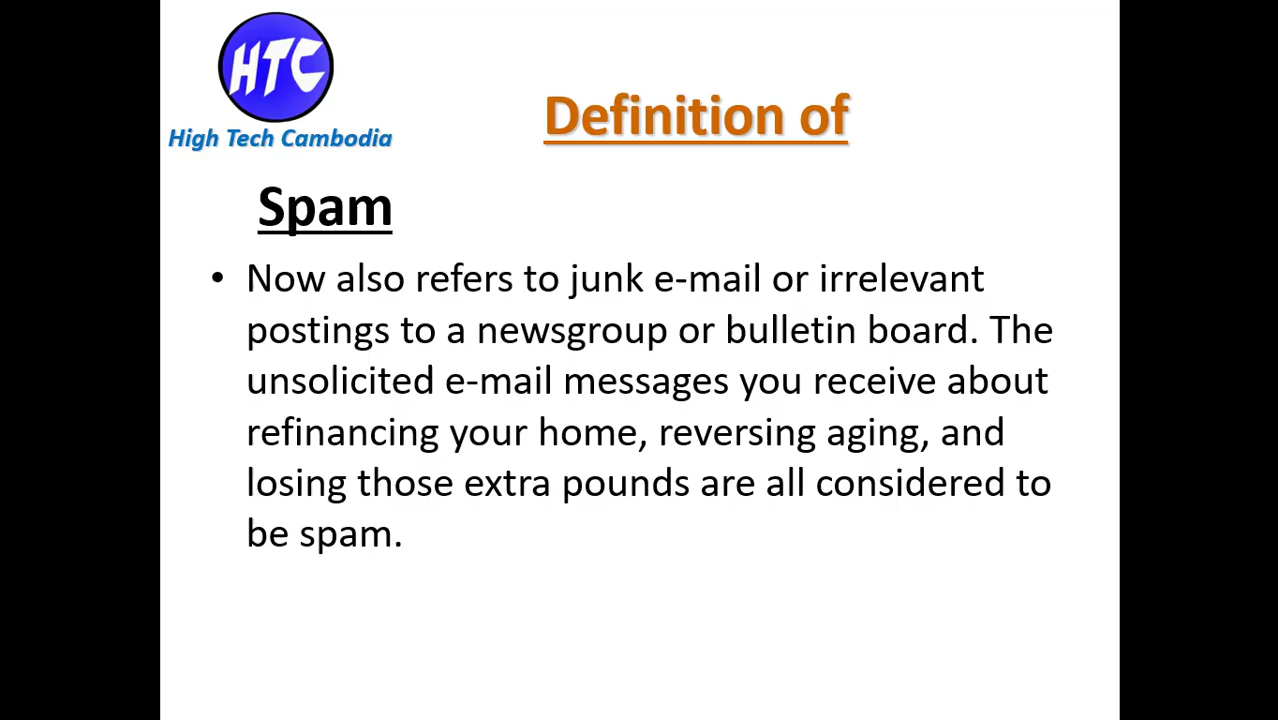 HTC
High Tech Cambodia
Definition of
Spam
• Now also refers to junk e-mail or irrelevant
postings to a newsgroup or bulletin board. The
unsolicited e-mail messages you receive about
refinancing your home, reversing aging, and
losing those extra pounds are all considered to
be spam.